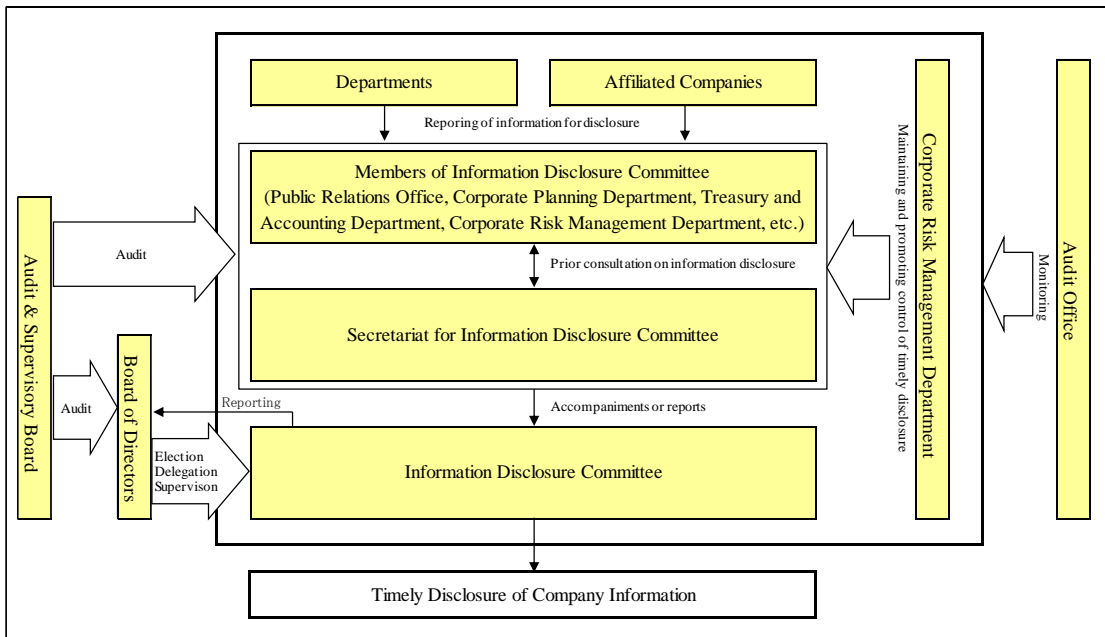 Departments
Affiliated Companies
Reporing of information for disclosure
Members of Information Disclosure Committee
(Public Relations Office, Corporate Planning Department, Treasury and
Accounting Department, Corporate Risk Management Department, etc.)
Prior consultation on information disclosure
Secretariat for Information Disclosure Committee
Accompaniments or reports
Information Disclosure Committee
Timely Disclosure of Company Information
Audit & Supervisory Board
Audit
Audit
Board of Directors
Reporting
Election
Delegation
Supervison
Corporate Risk Management Department
Maintaining and promoting control of timely disclosure
Audit Office
Monitoring